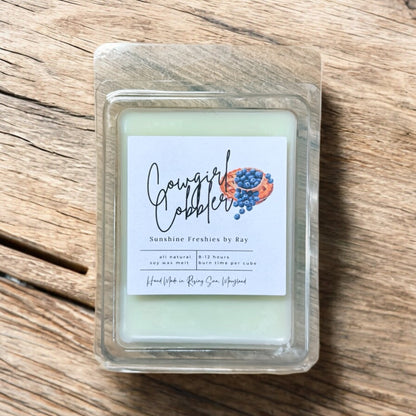 Cowgirl
Cobbler
Sunshine Freshies by Ray
all natural
soy wax melt
8-12 hours
burn time per cube
Hand Made in Rising Sun, Maryland